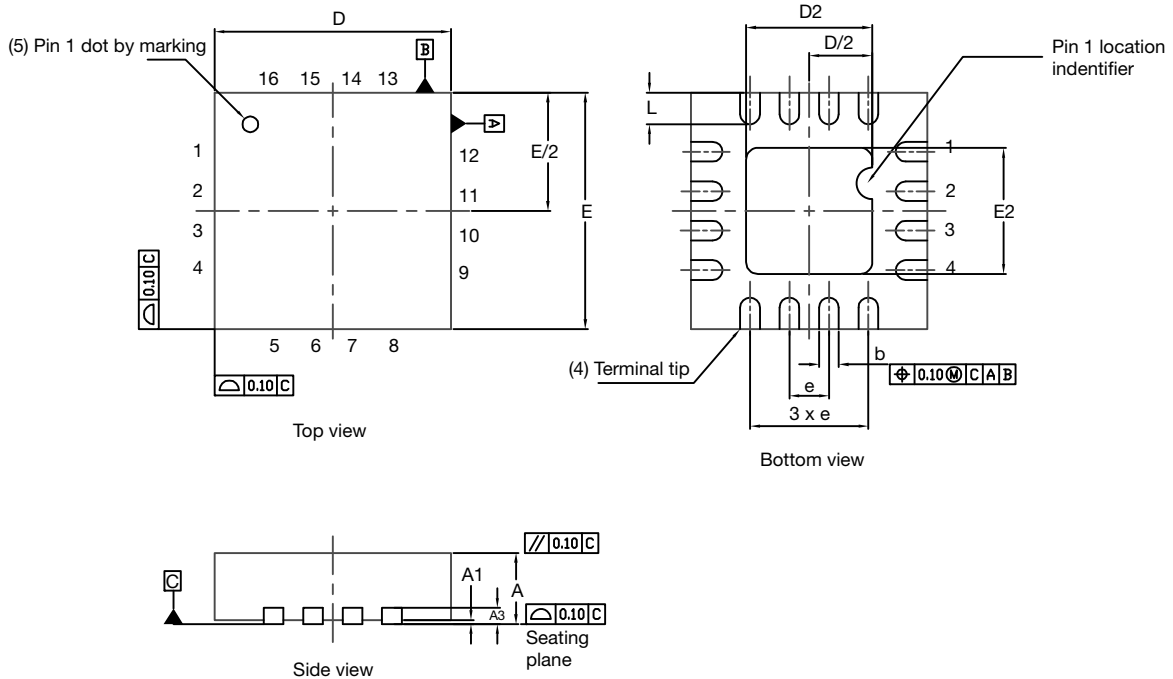 D
(5) Pin 1 dot by marking
B
16 15 14 13
A
E/2
E
1
2
3
4
12
11
10
9
5 6 7 8
0.10 C
0.10 C
Top view
D2
D/2
Pin 1 location
indentifier
L
1
2
3
4
E2
(4) Terminal tip
b
e
3 x e
⌖ 0.10 Ⓜ C A B
Bottom view
// 0.10 C
C
A1
A
A3
0.10 C
Seating
plane
Side view